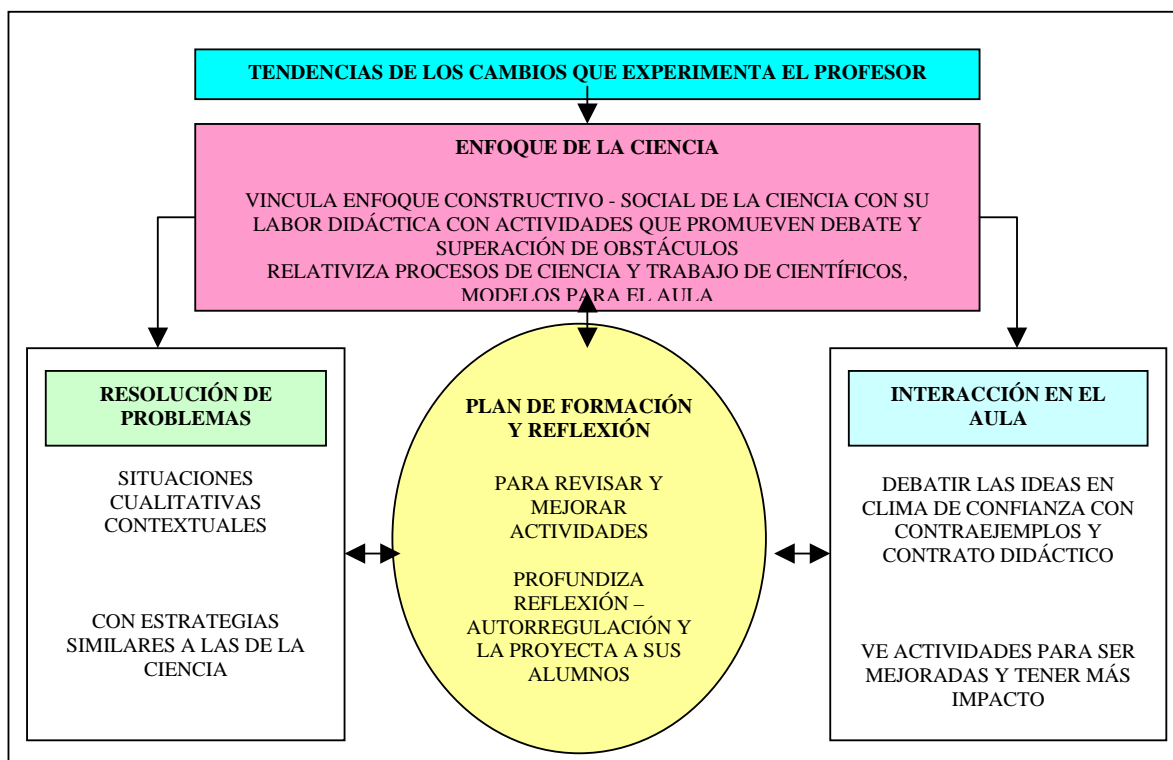 TENDENCIAS DE LOS CAMBIOS QUE EXPERIMENTA EL PROFESOR
ENFOQUE DE LA CIENCIA
VINCULA ENFOQUE CONSTRUCTIVO - SOCIAL DE LA CIENCIA CON SU
LABOR DIDÁCTICA CON ACTIVIDADES QUE PROMUEVEN DEBATE Y
SUPERACIÓN DE OBSTÁCULOS
RELATIVIZA PROCESOS DE CIENCIA Y TRABAJO DE CIENTÍFICOS,
MODELOS PARA EL AULA
RESOLUCIÓN DE
PROBLEMAS
SITUACIONES
CUALITATIVAS
CONTEXTUALES
CON ESTRATEGIAS
SIMILARES A LAS DE LA
CIENCIA
PLAN DE FORMACIÓN
Y REFLEXIÓN
PARA REVISAR Y
MEJORAR
ACTIVIDADES
PROFUNDIZA
REFLEXIÓN –
AUTORREGULACIÓN Y
LA PROYECTA A SUS
ALUMNOS
INTERACCIÓN EN EL
AULA
DEBATIR LAS IDEAS EN
CLIMA DE CONFIANZA CON
CONTRAEJEMPLOS Y
CONTRATO DIDÁCTICO
VE ACTIVIDADES PARA SER
MEJORADAS Y TENER MÁS
IMPACTO